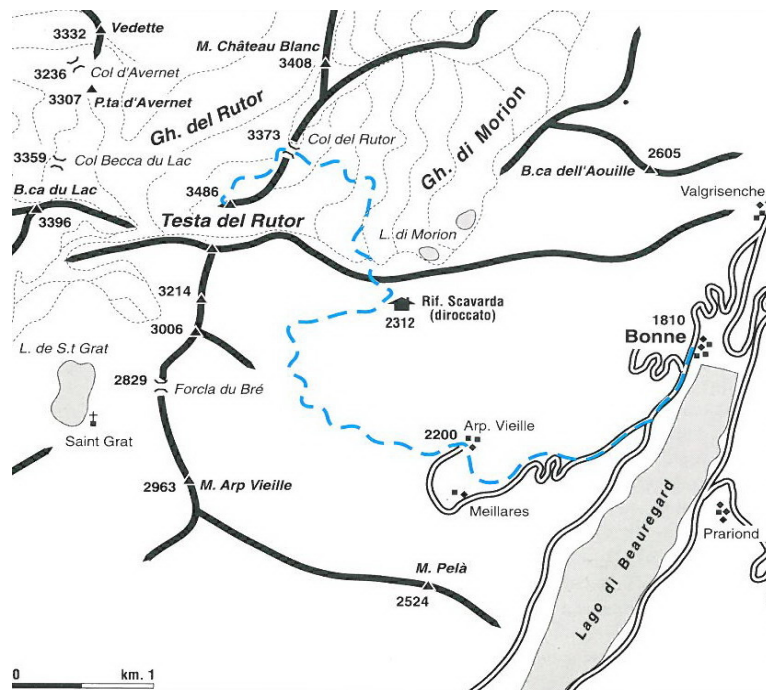 3332
Vedette
M. Château Blanc
3408
3236
Col d'Avernet
3307
P.ta d'Avernet
Gh. del Rutor
3373
Col del Rutor
Gh. di Morion
3359
Col Becca du Lac
B.ca dell'Aouille
2605
B.ca du Lac
3396
3486
Testa del Rutor
Valgrisenche
L. di Morion
3214
Rif. Scavarda
(diroccato)
2312
3006
1810
Bonne
L. de S.t Grat
2829
Forcla du Bré
Saint Grat
2200
Arp. Vieille
2963
M. Arp Vieille
Meillares
Prariond
Lago di Beauregard
M. Pelà
2524
0
km. 1